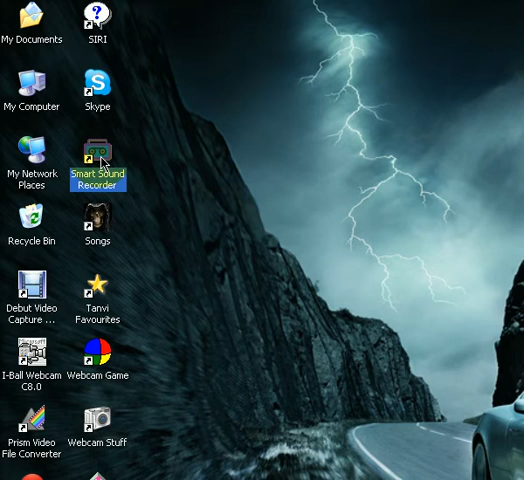 My Documents
SIRI
My Computer
Skype
My Network
Places
Smart Sound
Recorder
Recycle Bin
Songs
Debut Video
Capture ...
Tanvi
Favourites
I-Ball Webcam
C8.0
Webcam Game
Prism Video
File Converter
Webcam Stuff